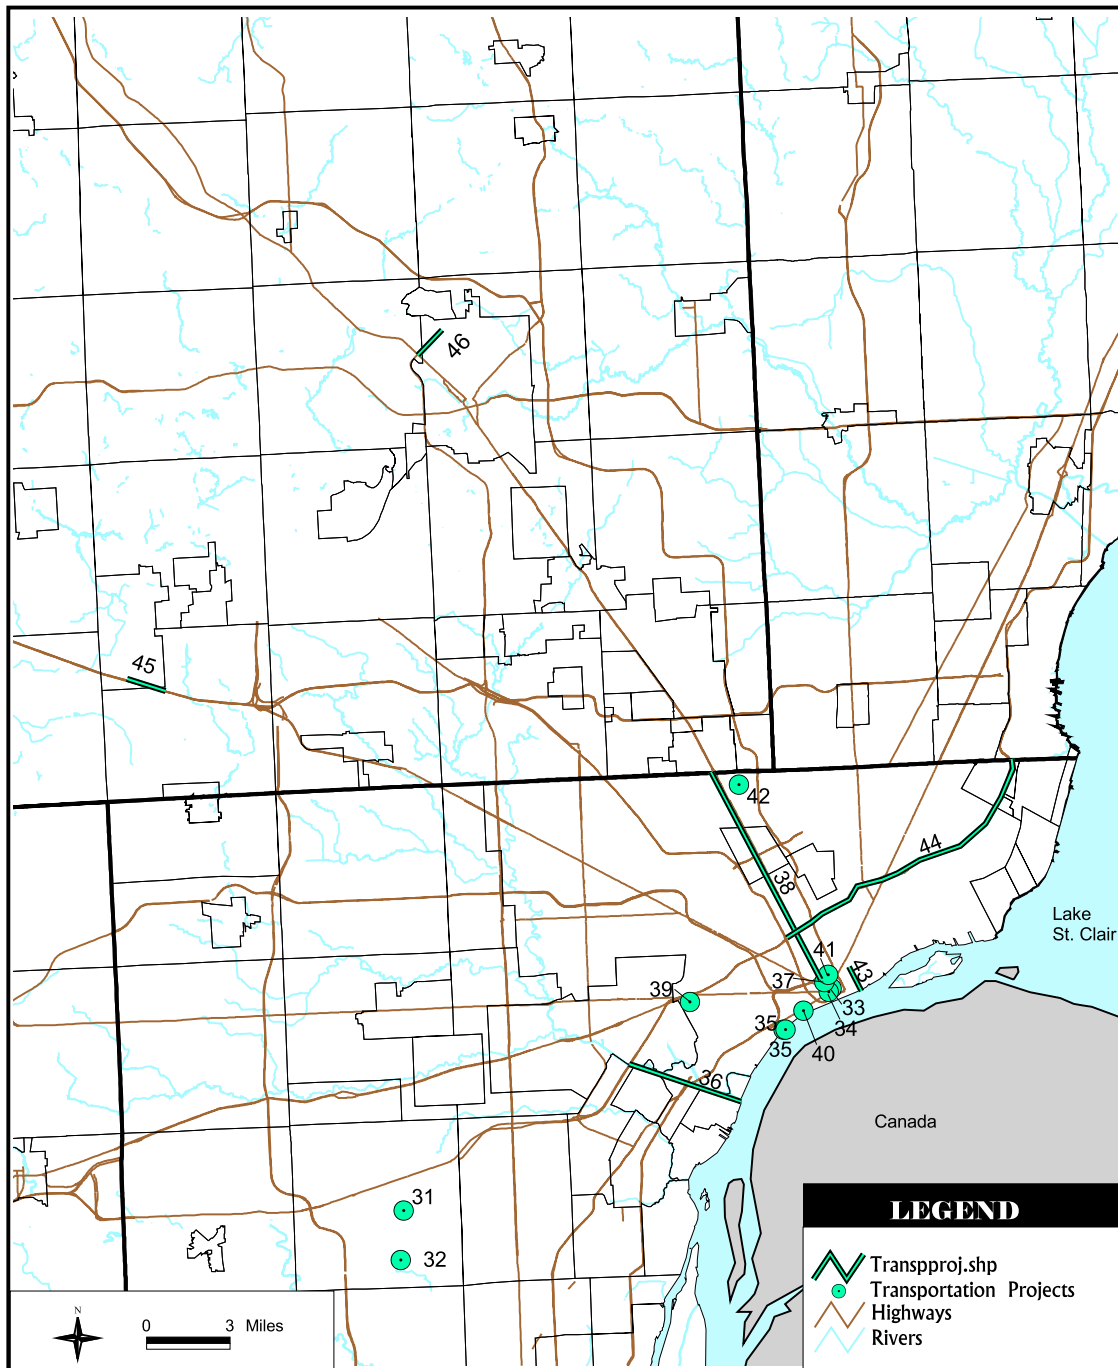 46
45
42
44
38
Lake
St. Clair
41
43
37
39
33
35
34
35
40
36
Canada
31
32
LEGEND
Transpproj.shp
Transportation Projects
Highways
Rivers
N
0 3 Miles